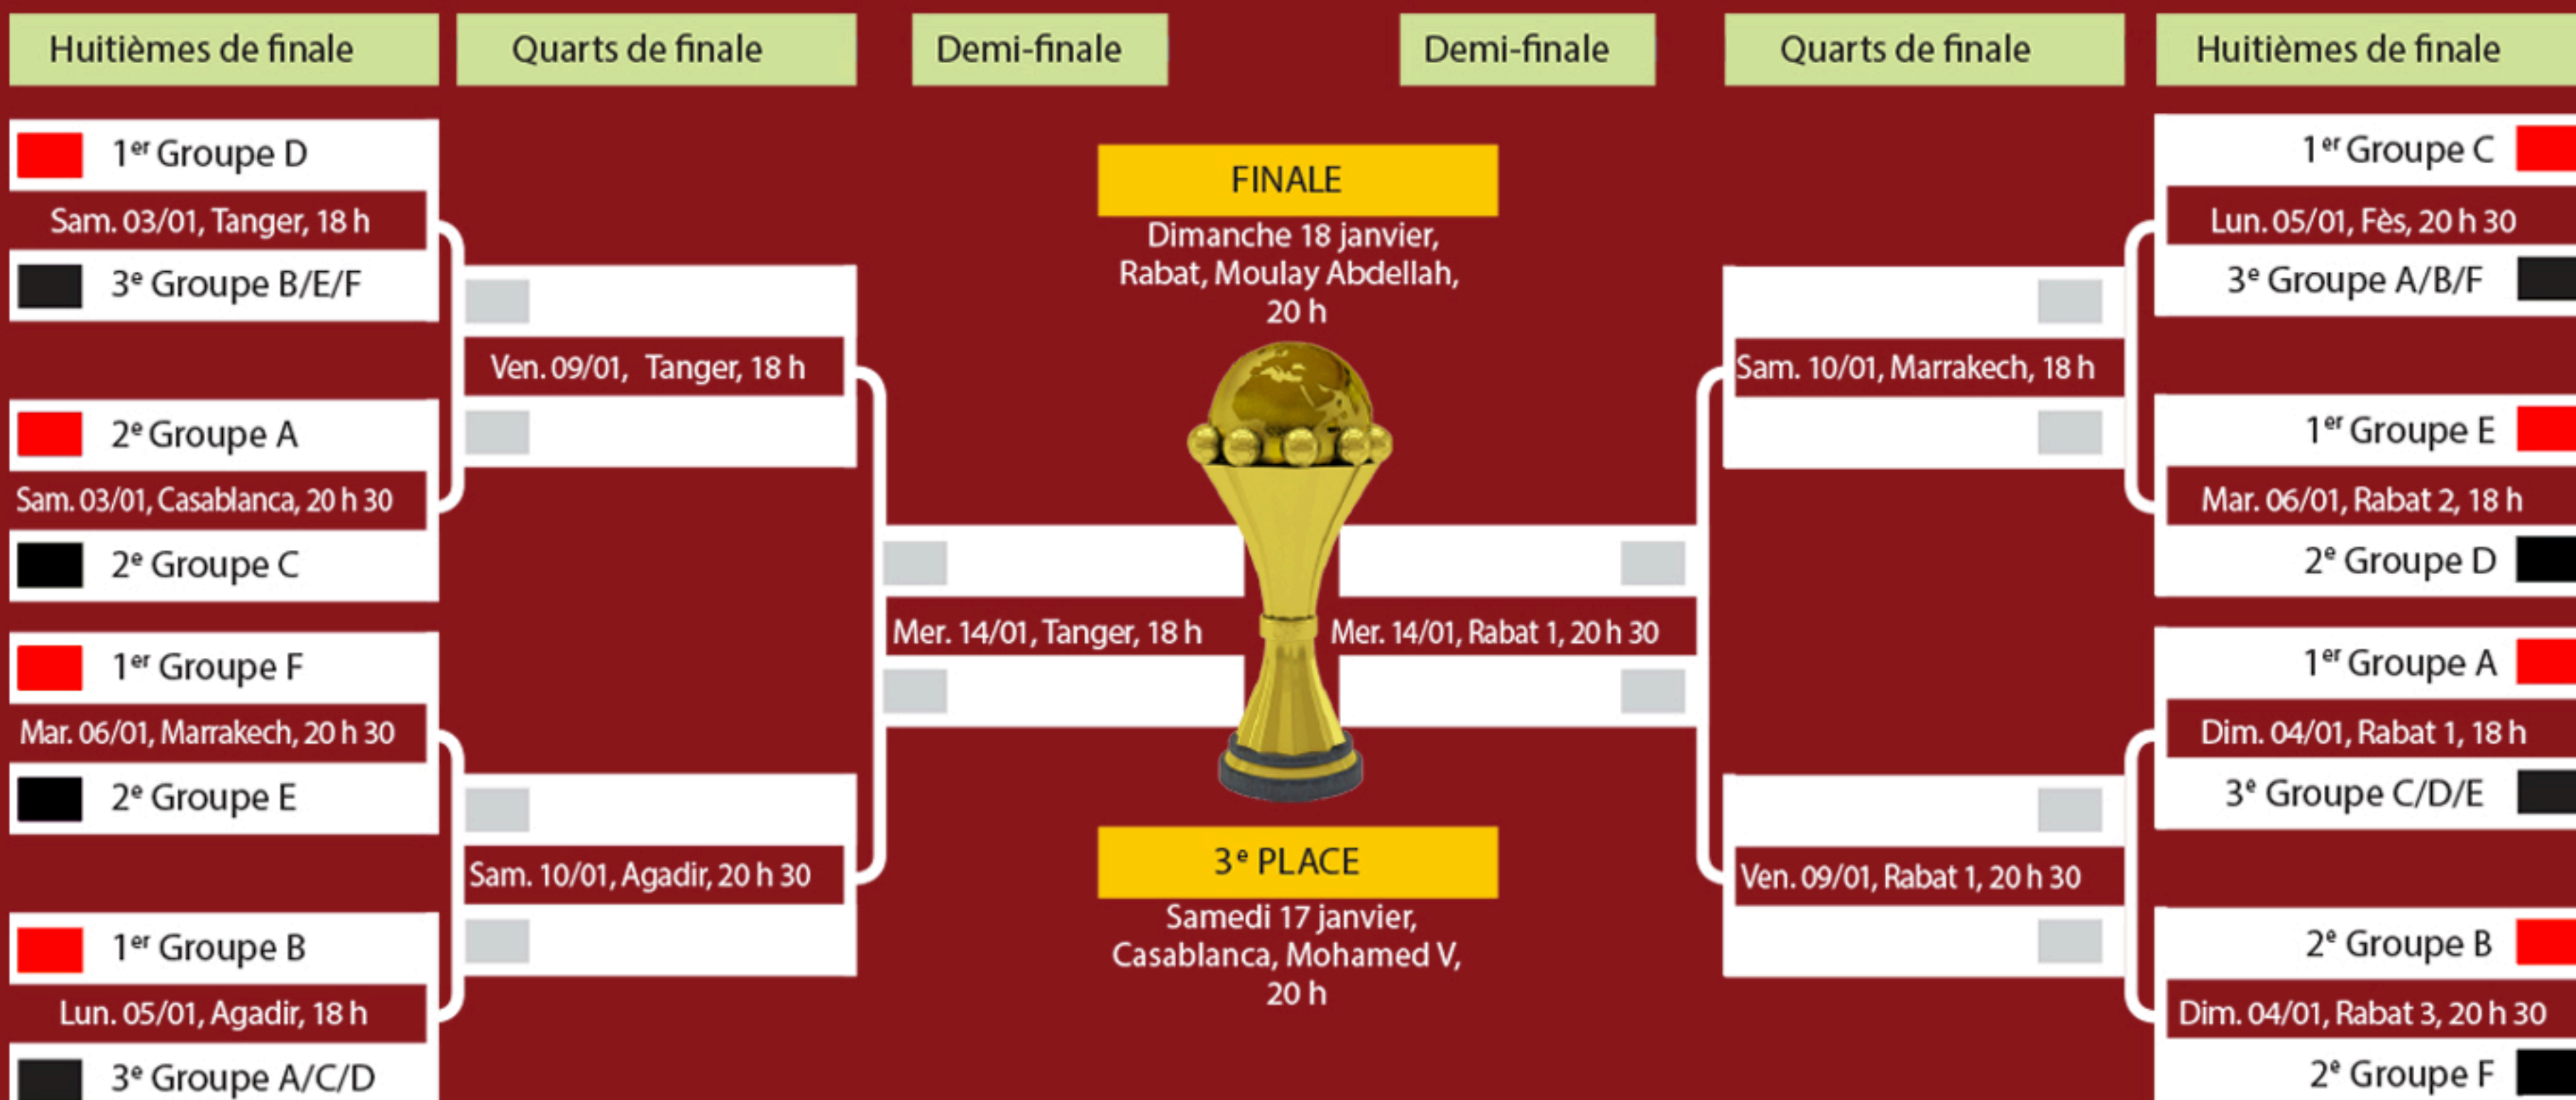 Huitièmes de finale
Quarts de finale
Demi-finale
Demi-finale
Quarts de finale
Huitièmes de finale
1er Groupe D
Sam. 03/01, Tanger, 18 h
3e Groupe B/E/F
2e Groupe A
Sam. 03/01, Casablanca, 20 h 30
2e Groupe C
1er Groupe F
Mar. 06/01, Marrakech, 20 h 30
2e Groupe E
1er Groupe B
Lun. 05/01, Agadir, 18 h
3e Groupe A/C/D
Ven. 09/01, Tanger, 18 h
Sam. 10/01, Agadir, 20 h 30
Mer. 14/01, Tanger, 18 h
FINALE
Dimanche 18 janvier,
Rabat, Moulay Abdellah,
20 h
3e PLACE
Samedi 17 janvier,
Casablanca, Mohamed V,
20 h
Mer. 14/01, Rabat 1, 20 h 30
Sam. 10/01, Marrakech, 18 h
Ven. 09/01, Rabat 1, 20 h 30
1er Groupe C
Lun. 05/01, Fès, 20 h 30
3e Groupe A/B/F
1er Groupe E
Mar. 06/01, Rabat 2, 18 h
2e Groupe D
1er Groupe A
Dim. 04/01, Rabat 1, 18 h
3e Groupe C/D/E
2e Groupe B
Dim. 04/01, Rabat 3, 20 h 30
2e Groupe F